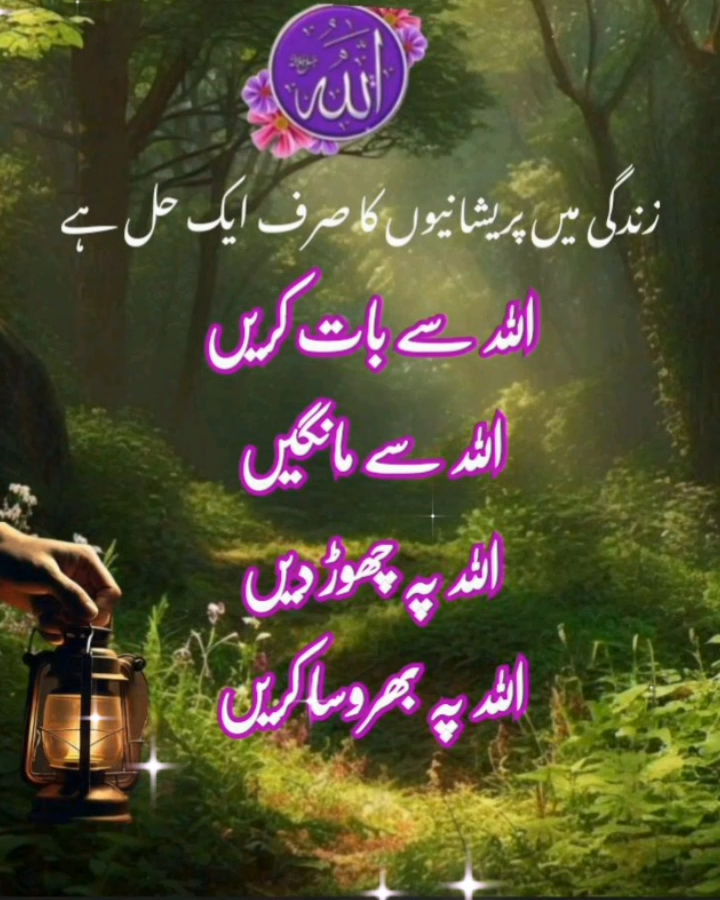 الله
زندگی میں پریشانیوں کا صرف ایک حل ہے
اللہ سے بات کریں
اللہ سے مانگیں
اللہ پہ چھوڑ دیں
اللہ پہ بھروسا کریں